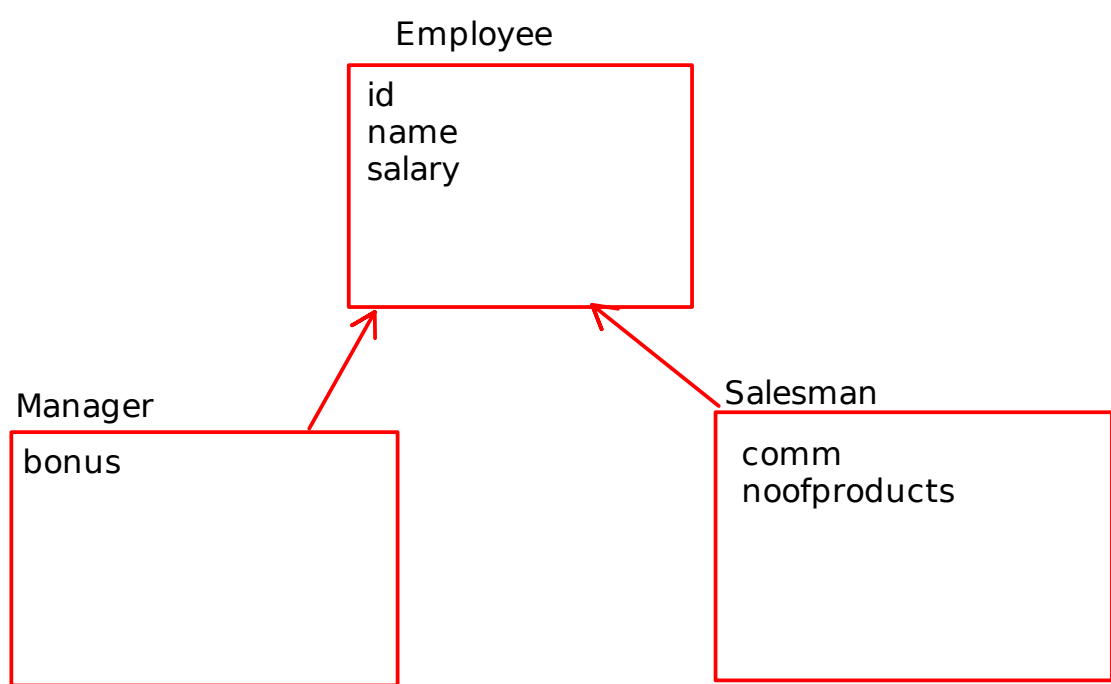 Employee
id
name
salary
Manager
bonus
Salesman
comm
noofproducts